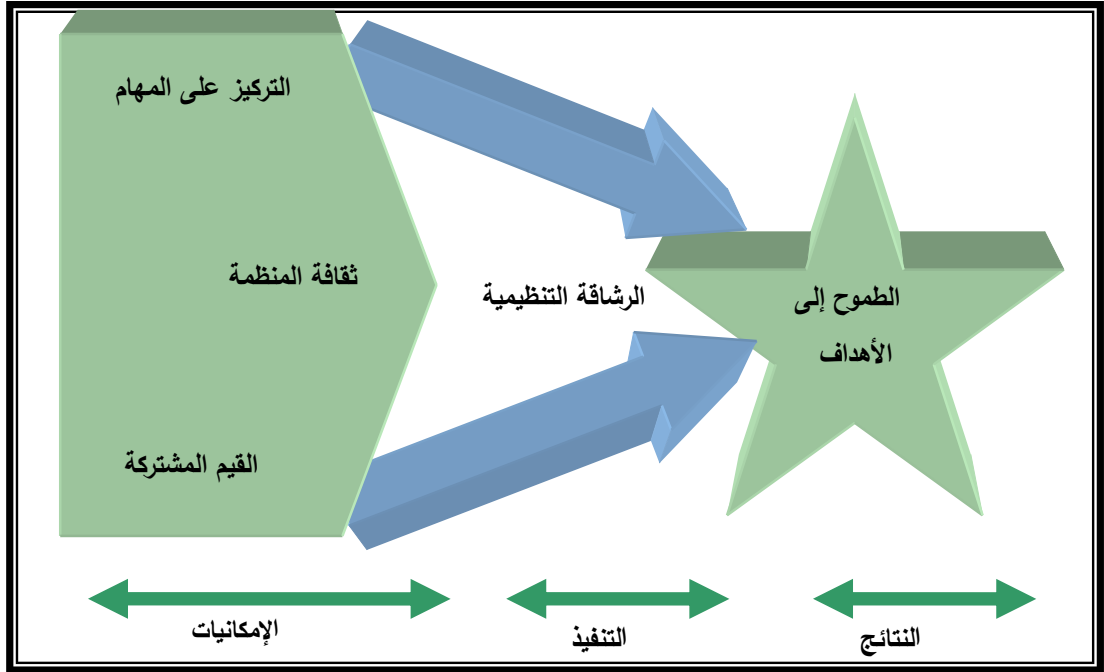 التركيز على المهام
ثقافة المنظمة
القيم المشتركة
الرشاقة التنظيمية
الطموح إلى
الأهداف
الإمكانيات
التنفيذ
النتائج